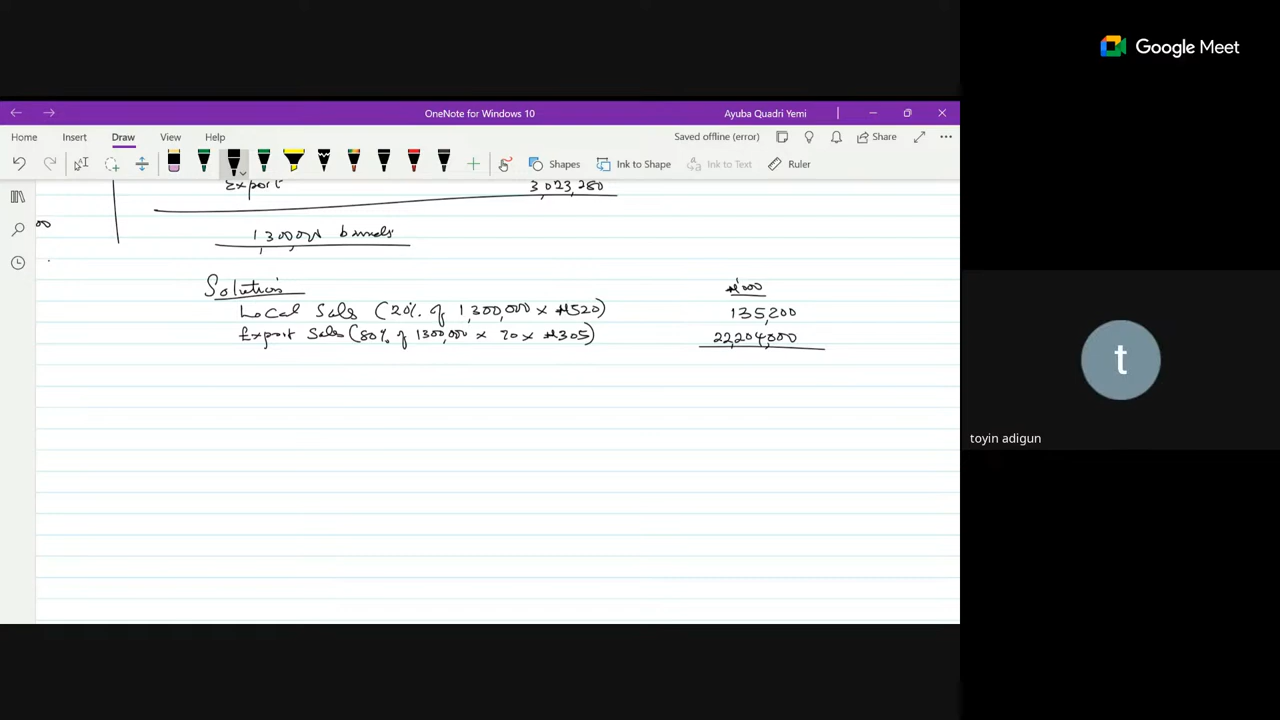 Google Meet
OneNote for Windows 10
Ayuba Quadri Yemi
Home Insert Draw View Help
Saved offline (error)
Share
Shapes Ink to Shape Ink to Text Ruler
Export 3,023,280
00
1,300,000 barrels
Solution
₦'000
Local Sales (20% of 1,300,000 x ₦520) 135,200
Export Sales (80% of 1300,000 x 70 x ₦305) 22,204,000
t
toyin adigun